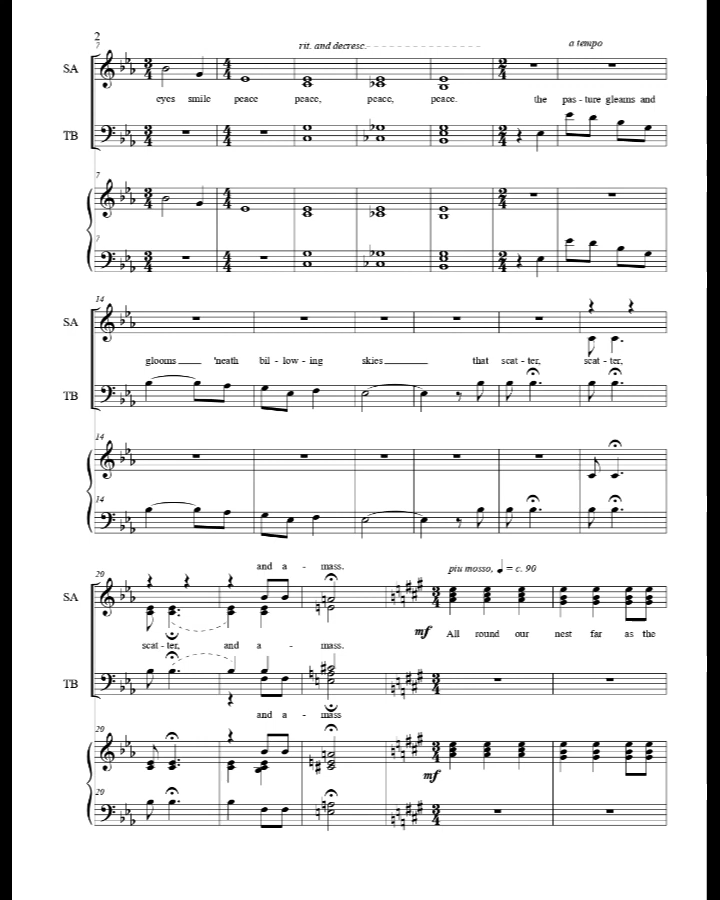 2
7
rit. and decresc.
a tempo
SA
eyes smile peace peace, peace, peace. the pas - ture gleams and
TB
7
7
14
SA
glooms 'neath bil - low - ing skies that scat - ter, scat - ter,
TB
14
14
20
and a - mass.
piu mosso, ♩ = c. 90
SA
mf
All round our nest far as the
scat - ter, and a - mass.
TB
and a - mass
20
mf
20